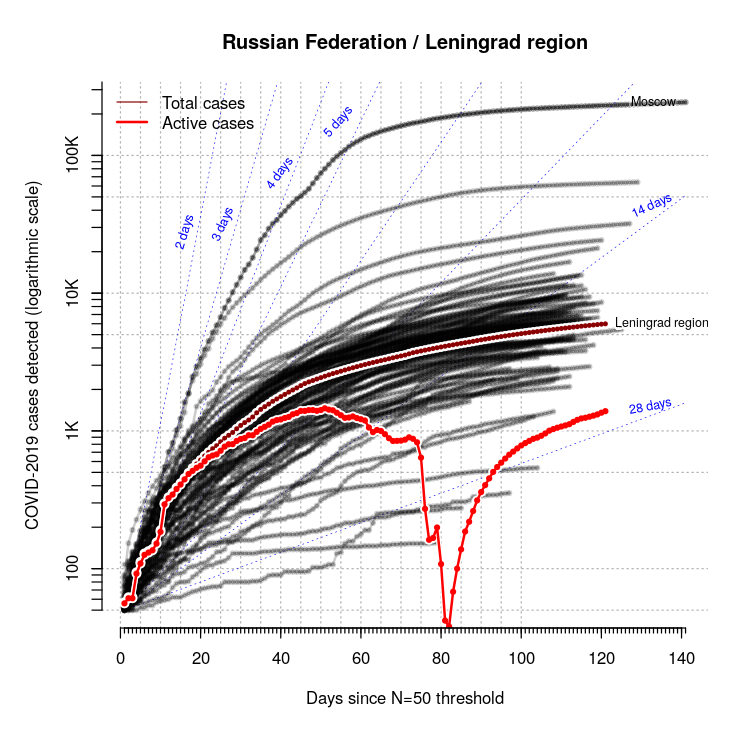 Russian Federation / Leningrad region
Total cases
Active cases
Moscow
2 days
3 days
4 days
5 days
14 days
Leningrad region
28 days
COVID-2019 cases detected (logarithmic scale)
100K
10K
1K
100
0 20 40 60 80 100 120 140
Days since N=50 threshold